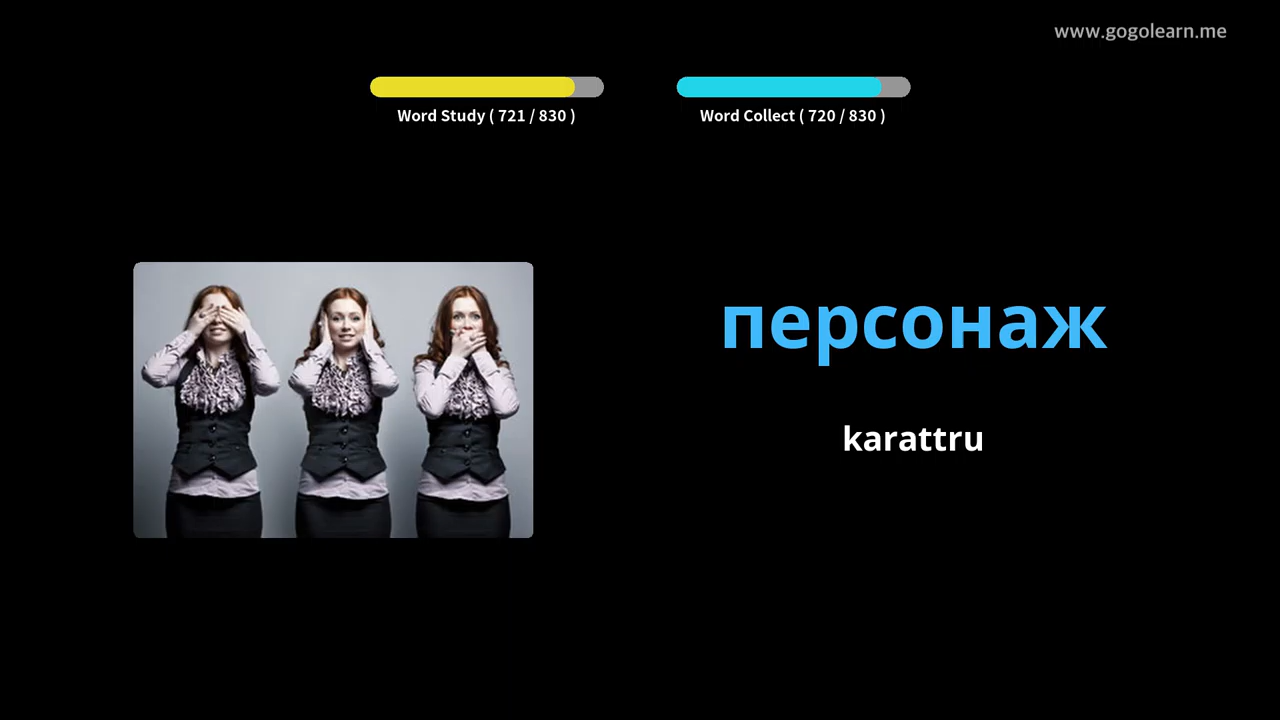 www.gogolearn.me
Word Study ( 721 / 830 )
Word Collect ( 720 / 830 )
персонаж
karattru